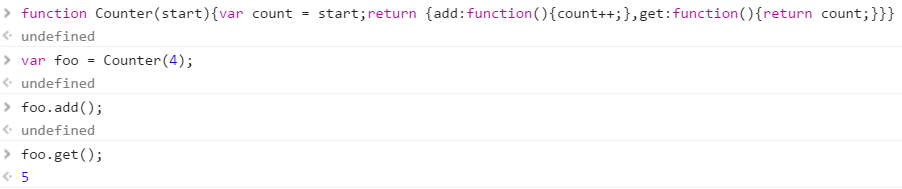 function Counter(start){var count = start;return {add:function(){count++;},get:function(){return count;}}}
undefined
var foo = Counter(4);
undefined
foo.add();
undefined
foo.get();
5